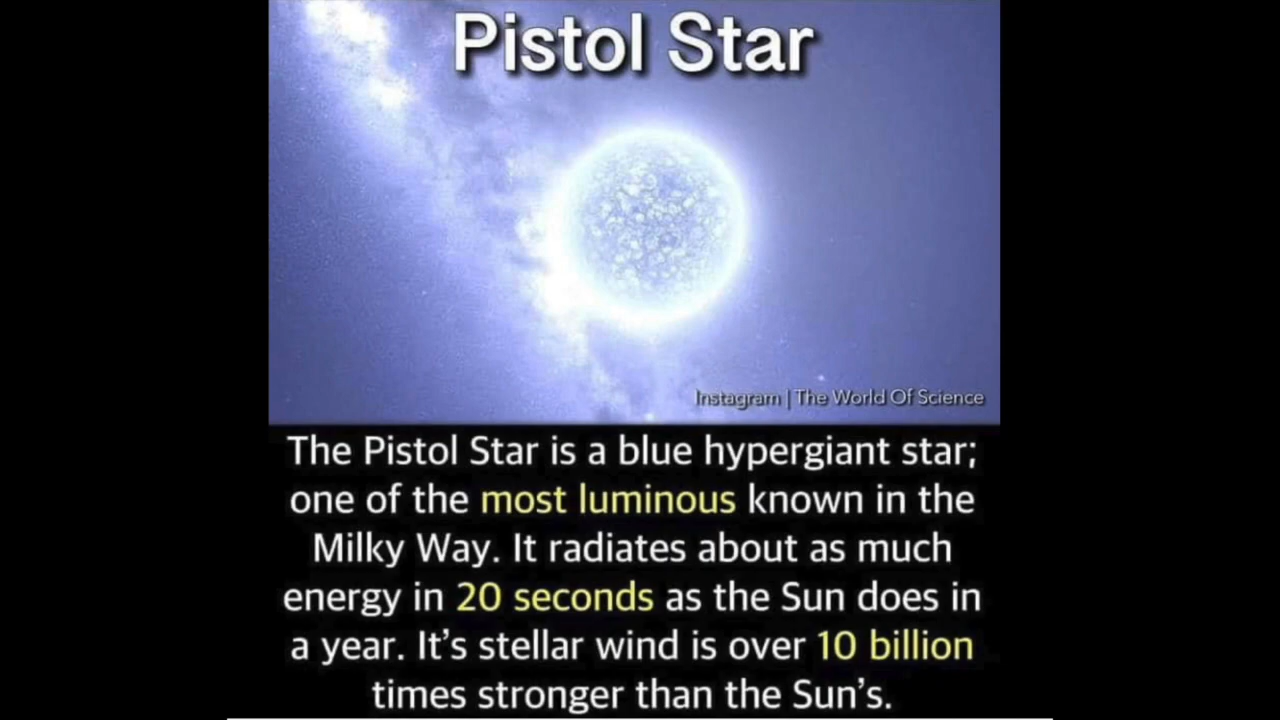 Pistol Star
Instagram | The World Of Science
The Pistol Star is a blue hypergiant star;
one of the most luminous known in the
Milky Way. It radiates about as much
energy in 20 seconds as the Sun does in
a year. It’s stellar wind is over 10 billion
times stronger than the Sun’s.